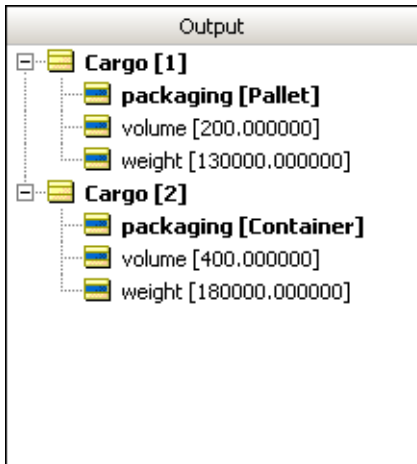 Output
Cargo [1]
packaging [Pallet]
volume [200.000000]
weight [130000.000000]
Cargo [2]
packaging [Container]
volume [400.000000]
weight [180000.000000]